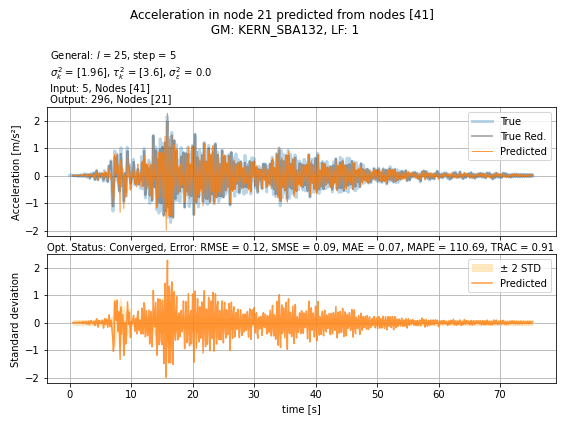 Acceleration in node 21 predicted from nodes [41]
GM: KERN_SBA132, LF: 1
General: l = 25, step = 5
σ²ₖ = [1.96], τ²ₖ = [3.6], σ²ε = 0.0
Input: 5, Nodes [41]
Output: 296, Nodes [21]
Acceleration [m/s²]
2
1
0
−1
−2
True
True Red.
Predicted
Opt. Status: Converged, Error: RMSE = 0.12, SMSE = 0.09, MAE = 0.07, MAPE = 110.69, TRAC = 0.91
Standard deviation
2
1
0
−1
−2
± 2 STD
Predicted
0 10 20 30 40 50 60 70
time [s]